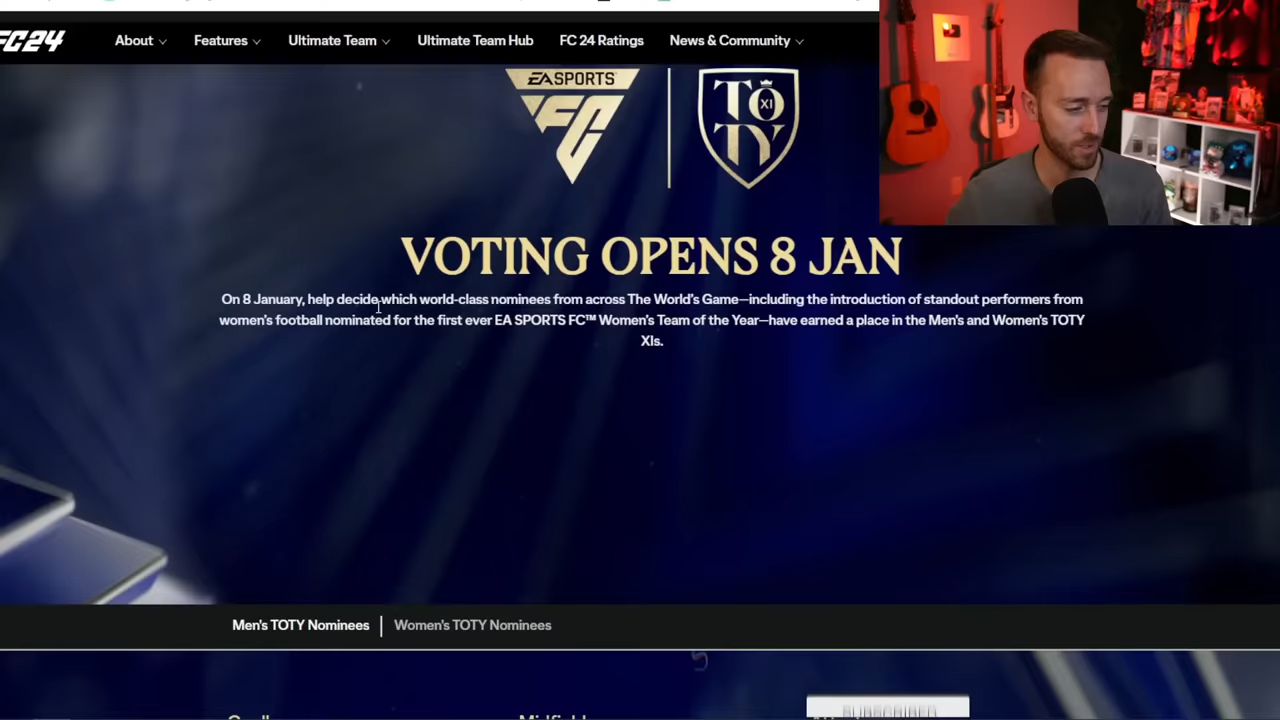 FC24
About
Features
Ultimate Team
Ultimate Team Hub
FC 24 Ratings
News & Community
EA SPORTS
FC
TO XI TY
VOTING OPENS 8 JAN
On 8 January, help decide which world-class nominees from across The World's Game—including the introduction of standout performers from
women's football nominated for the first ever EA SPORTS FC™ Women's Team of the Year—have earned a place in the Men's and Women's TOTY
XIs.
Men's TOTY Nominees
Women's TOTY Nominees